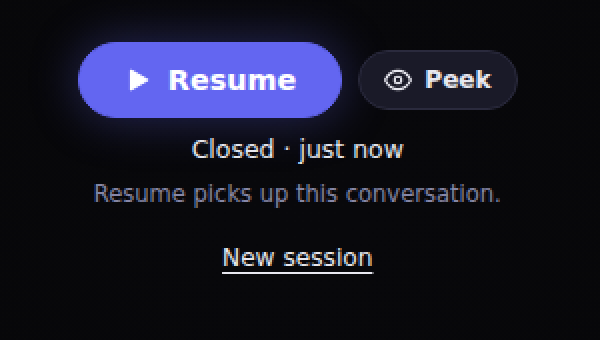 Resume Peek
Closed · just now
Resume picks up this conversation.
New session